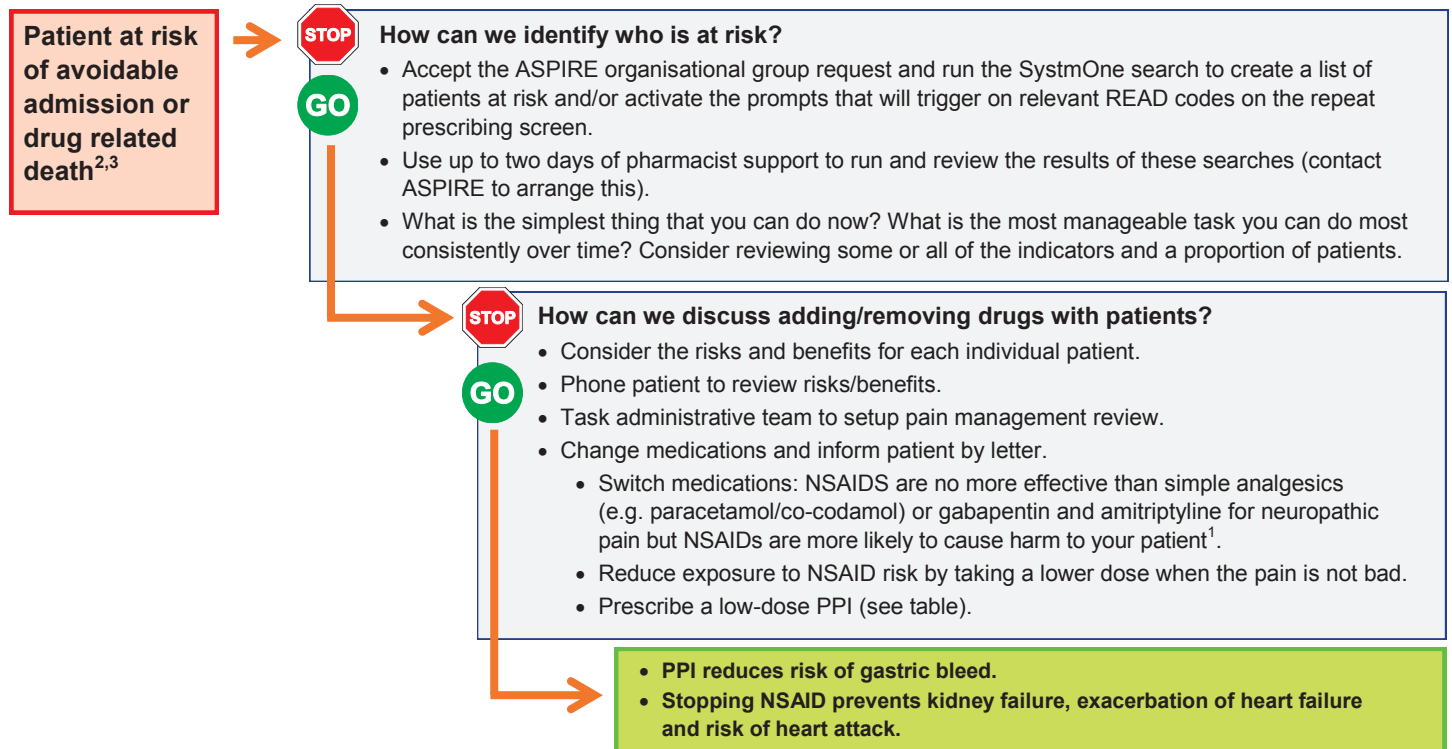 Patient at risk
of avoidable
admission or
drug related
death2,3
STOP
GO
How can we identify who is at risk?
• Accept the ASPIRE organisational group request and run the SystmOne search to create a list of
patients at risk and/or activate the prompts that will trigger on relevant READ codes on the repeat
prescribing screen.
• Use up to two days of pharmacist support to run and review the results of these searches (contact
ASPIRE to arrange this).
• What is the simplest thing that you can do now? What is the most manageable task you can do most
consistently over time? Consider reviewing some or all of the indicators and a proportion of patients.
STOP
GO
How can we discuss adding/removing drugs with patients?
• Consider the risks and benefits for each individual patient.
• Phone patient to review risks/benefits.
• Task administrative team to setup pain management review.
• Change medications and inform patient by letter.
• Switch medications: NSAIDS are no more effective than simple analgesics
(e.g. paracetamol/co-codamol) or gabapentin and amitriptyline for neuropathic
pain but NSAIDs are more likely to cause harm to your patient1.
• Reduce exposure to NSAID risk by taking a lower dose when the pain is not bad.
• Prescribe a low-dose PPI (see table).
• PPI reduces risk of gastric bleed.
• Stopping NSAID prevents kidney failure, exacerbation of heart failure
and risk of heart attack.